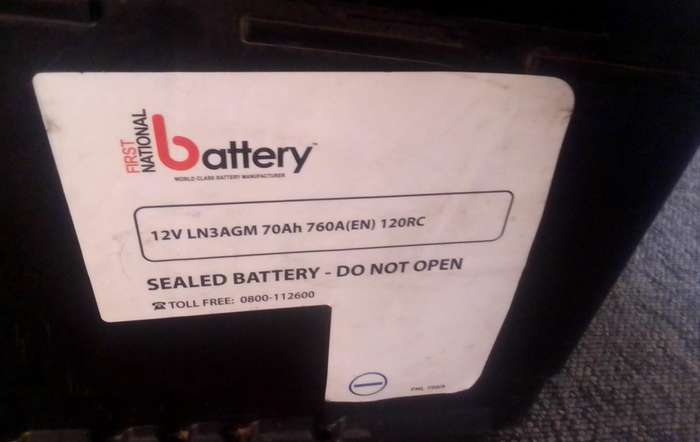 FIRST
NATIONAL
battery™
WORLD CLASS BATTERY MANUFACTURER
12V LN3AGM 70Ah 760A(EN) 120RC
SEALED BATTERY - DO NOT OPEN
☎ TOLL FREE: 0800-112600